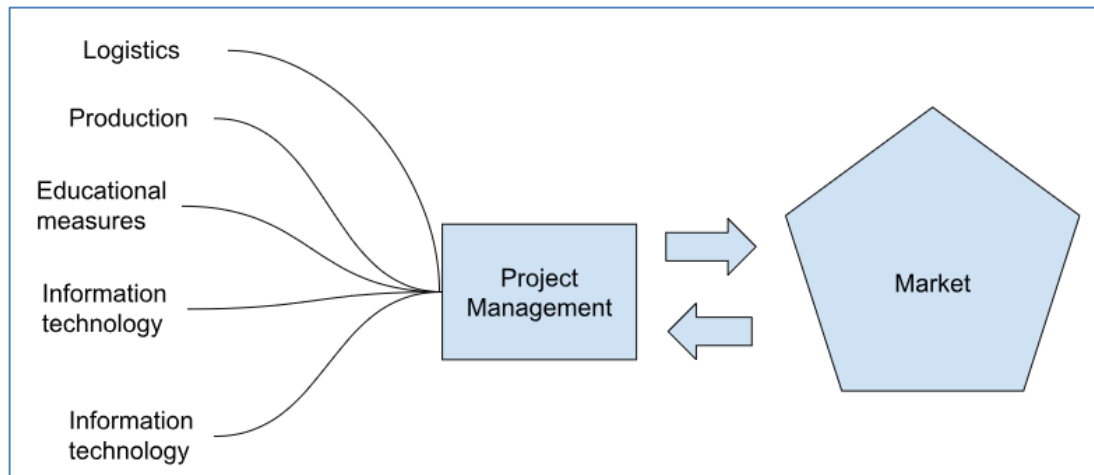 Logistics
Production
Educational
measures
Information
technology
Information
technology
Project
Management
Market